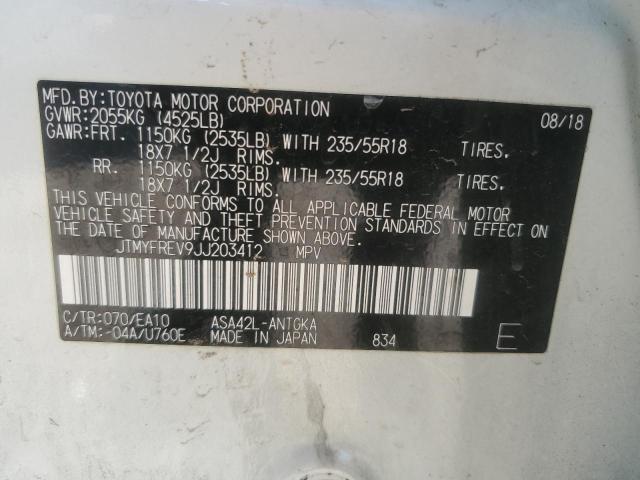 MFD.BY:TOYOTA MOTOR CORPORATION 08/18
GVWR:2055KG (4525LB)
GAWR:FRT. 1150KG (2535LB) WITH 235/55R18 TIRES.
18X7 1/2J RIMS.
RR. 1150KG (2535LB) WITH 235/55R18 TIRES.
18X7 1/2J RIMS.
THIS VEHICLE CONFORMS TO ALL APPLICABLE FEDERAL MOTOR
VEHICLE SAFETY AND THEFT PREVENTION STANDARDS IN EFFECT ON
THE DATE OF MANUFACTURE SHOWN ABOVE.
JTMYFREV9JJ203412 MPV
C/TR:070/EA10 ASA42L-ANTGKA
A/TM:-04A/U760E MADE IN JAPAN 834 E